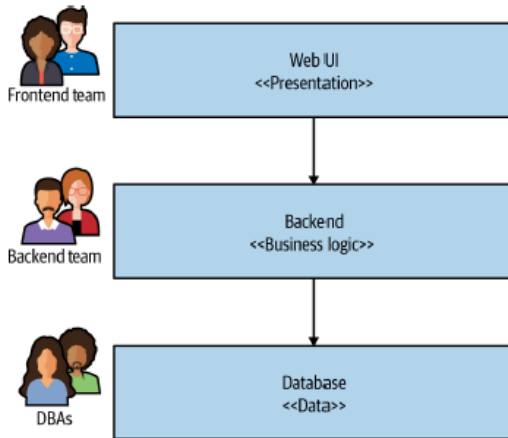 Web UI
<<Presentation>>
Frontend team
Backend
<<Business logic>>
Backend team
Database
<<Data>>
DBAs